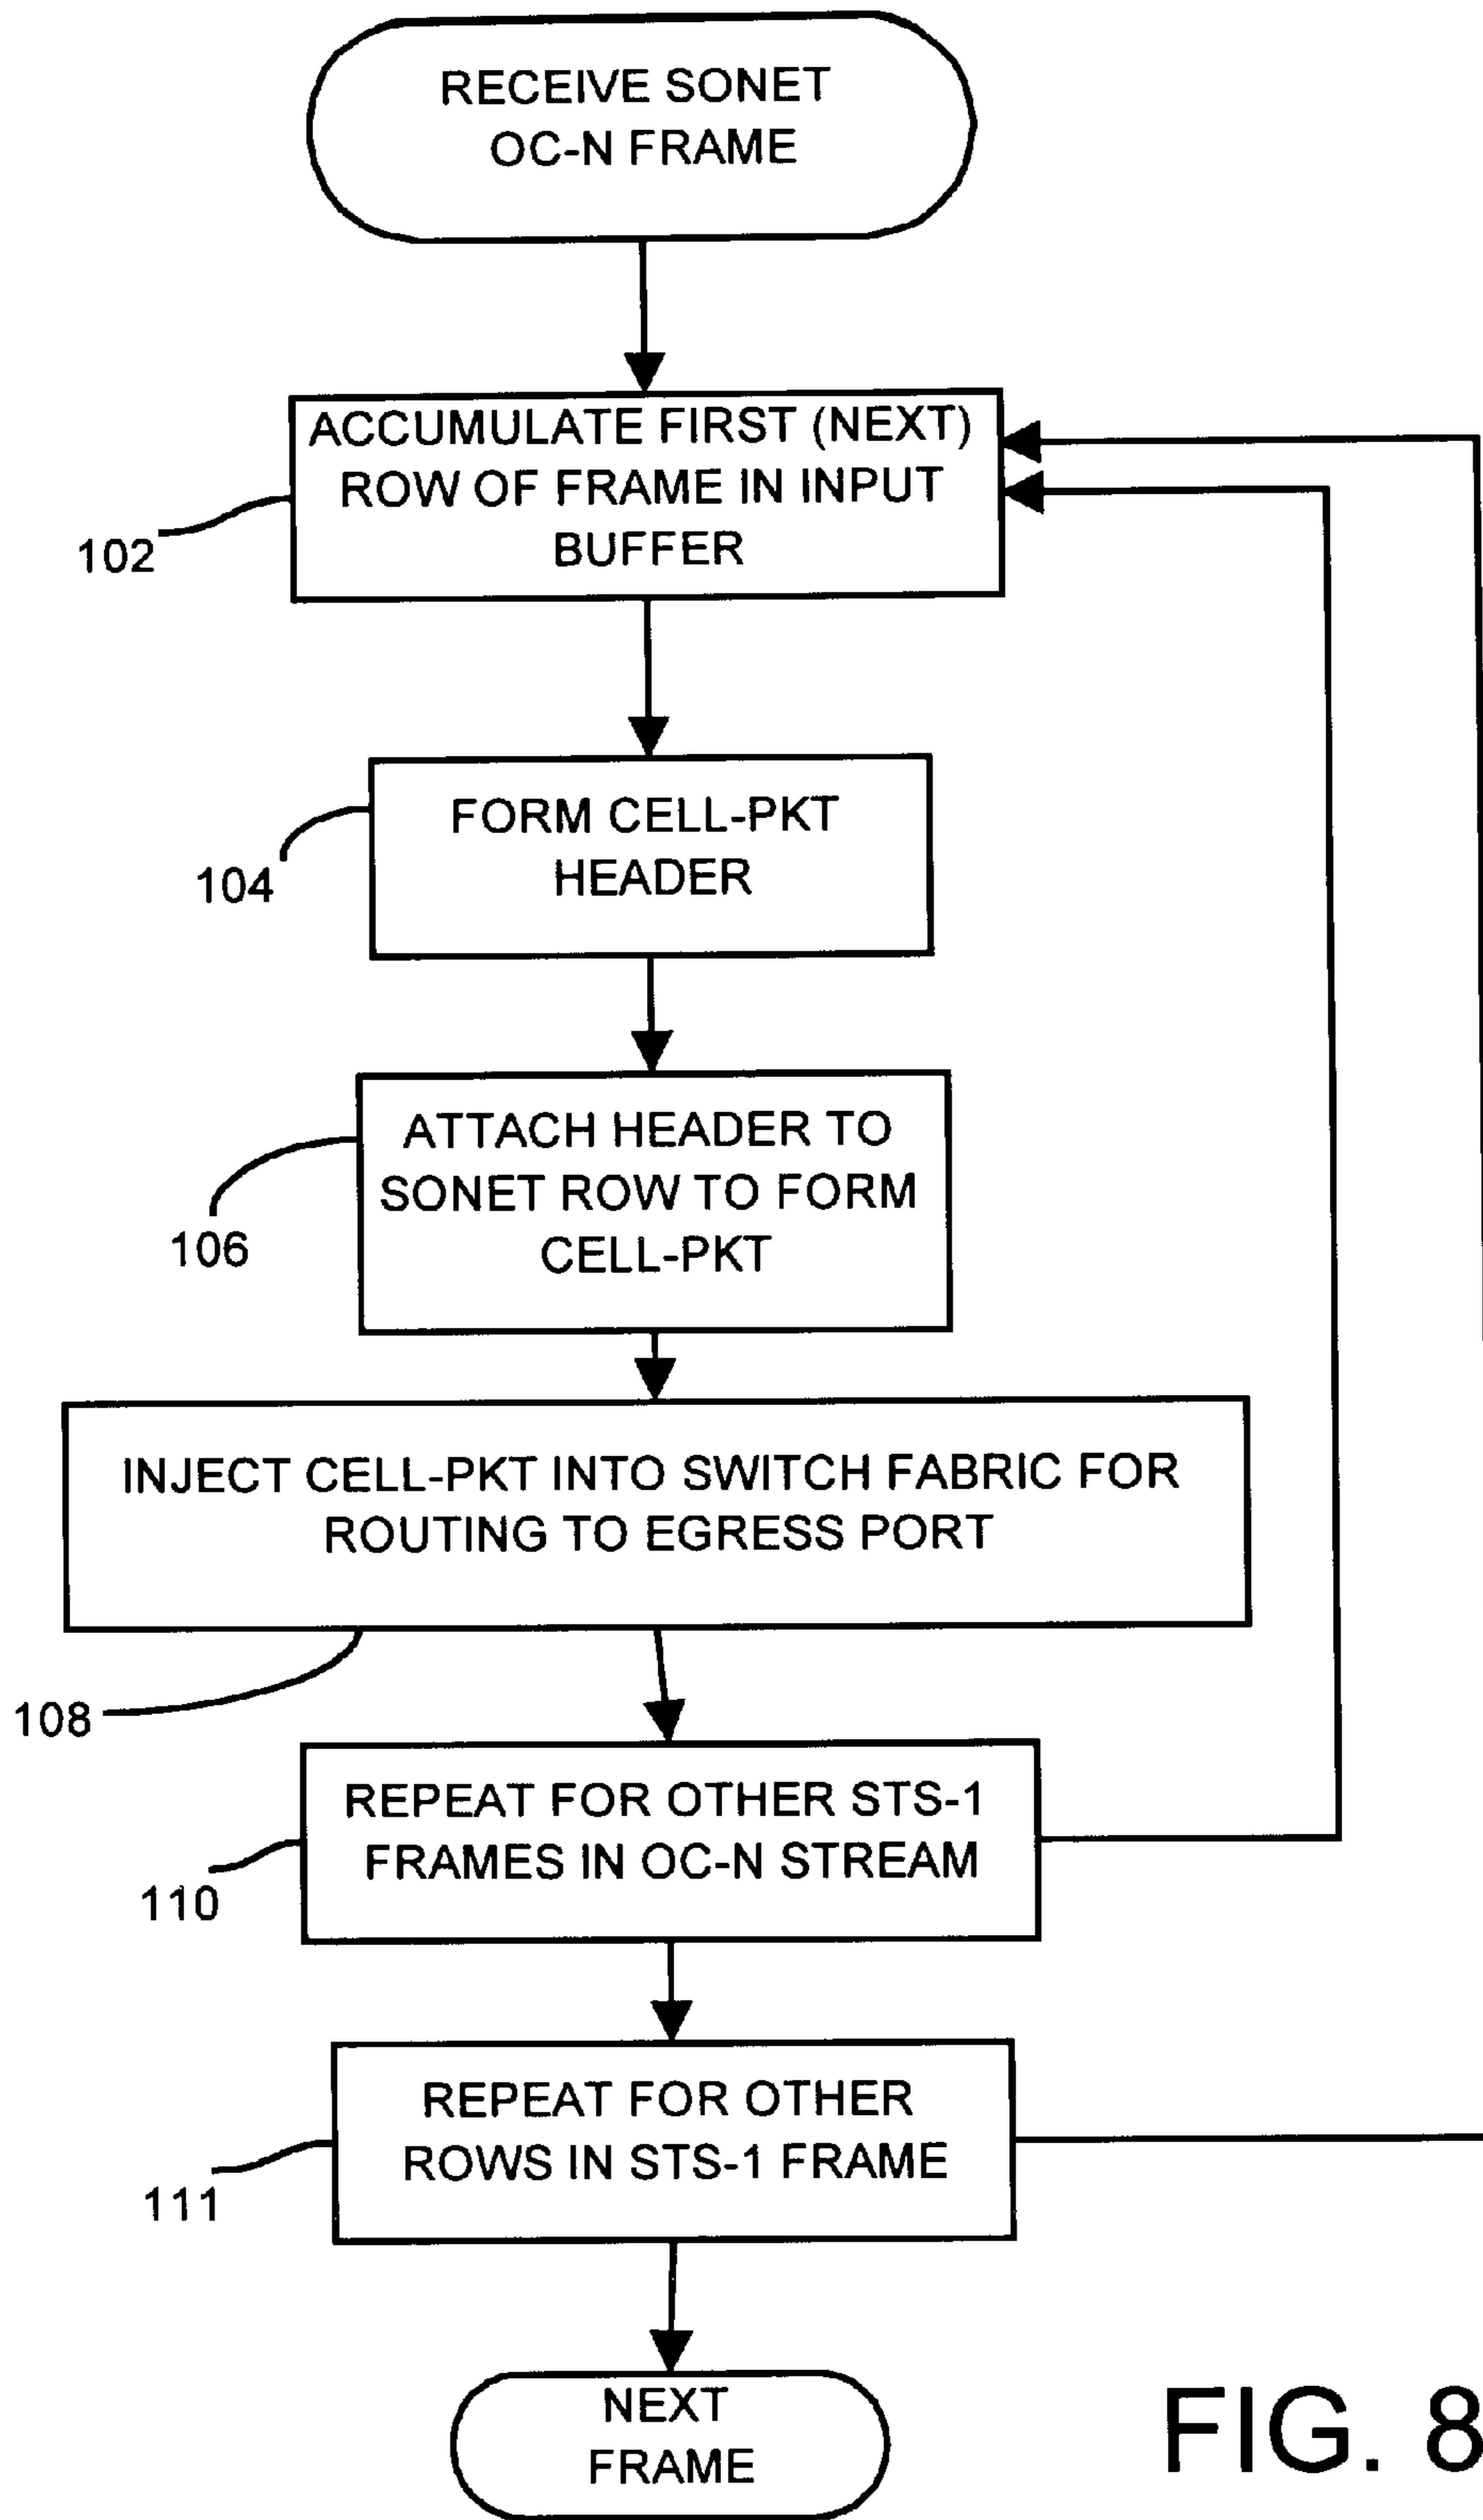 RECEIVE SONET
OC-N FRAME
ACCUMULATE FIRST (NEXT)
ROW OF FRAME IN INPUT
BUFFER
102
FORM CELL-PKT
HEADER
104
ATTACH HEADER TO
SONET ROW TO FORM
CELL-PKT
106
INJECT CELL-PKT INTO SWITCH FABRIC FOR
ROUTING TO EGRESS PORT
108
REPEAT FOR OTHER STS-1
FRAMES IN OC-N STREAM
110
REPEAT FOR OTHER
ROWS IN STS-1 FRAME
111
NEXT
FRAME
FIG. 8